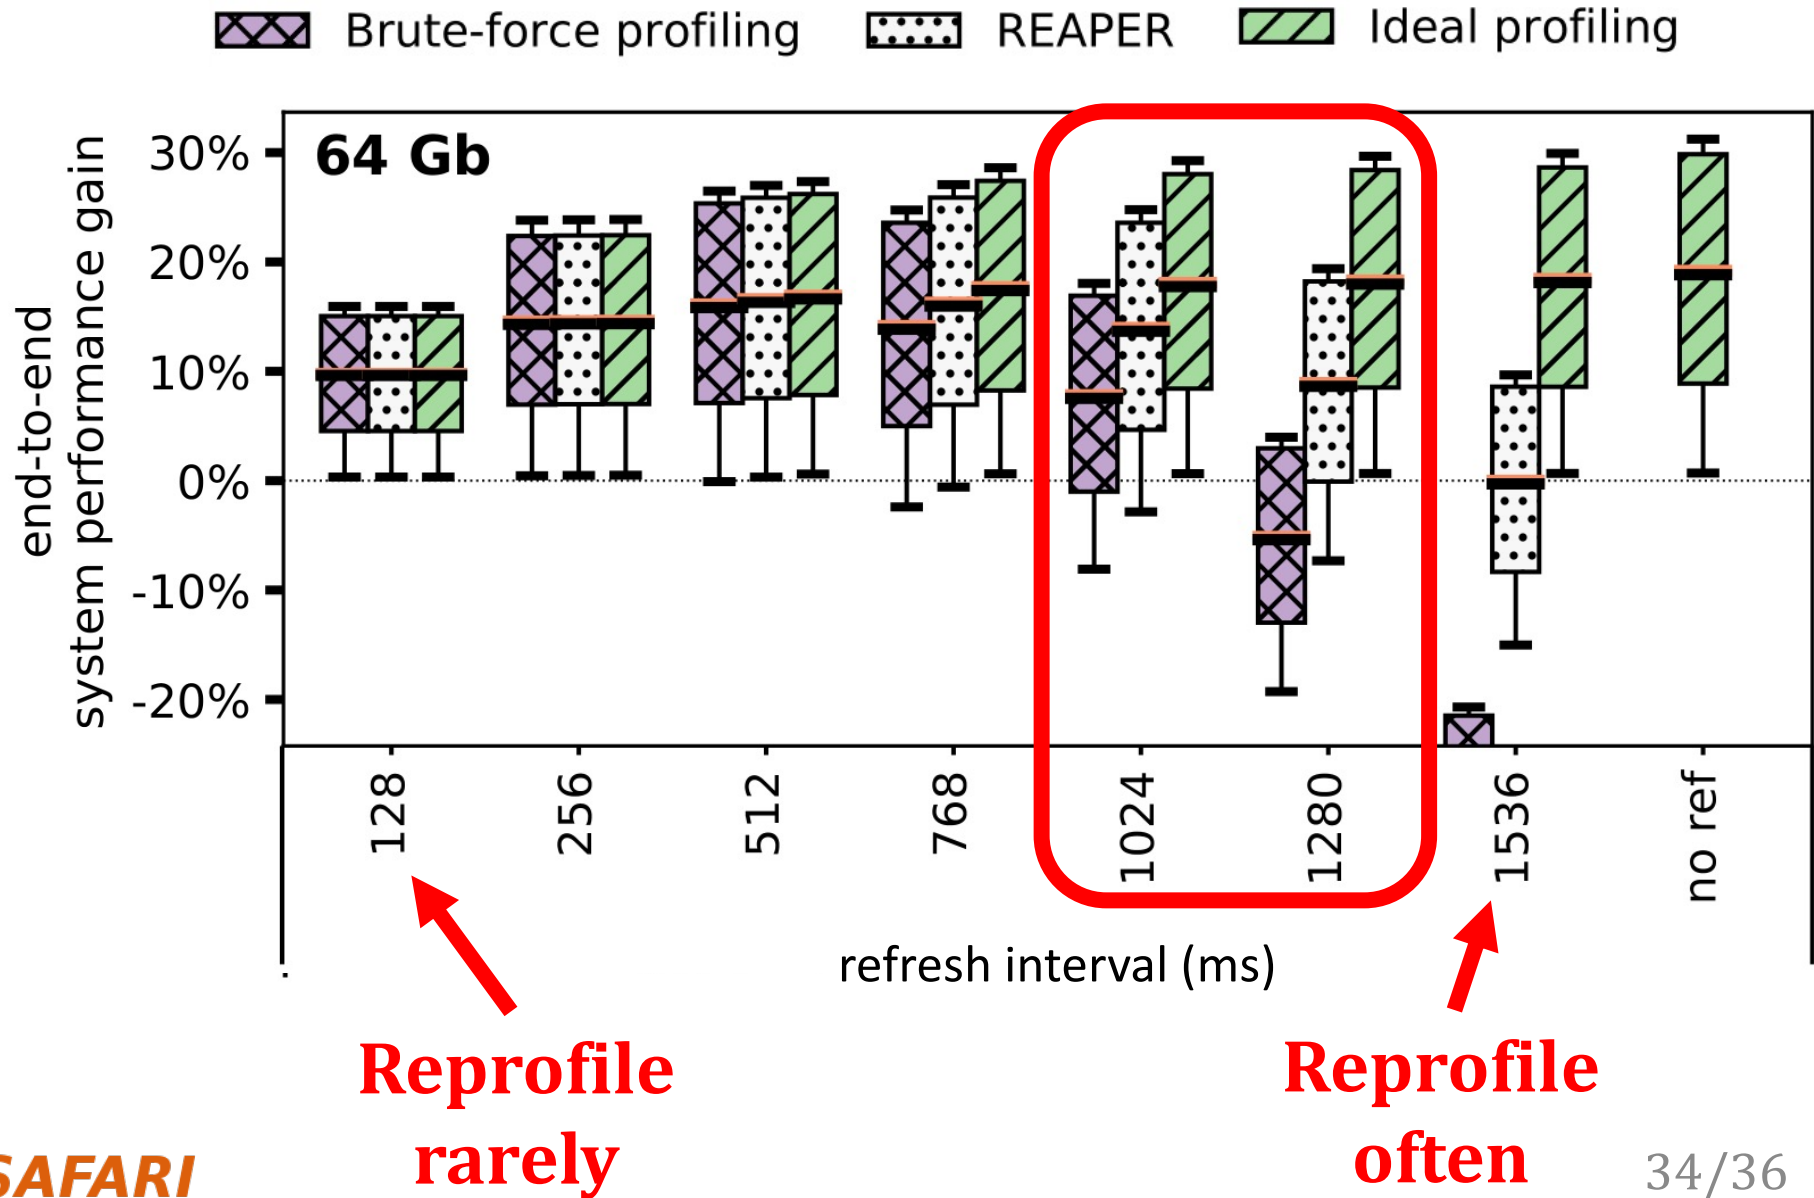 Brute-force profiling REAPER Ideal profiling
64 Gb
end-to-end
system performance gain
30%
20%
10%
0%
-10%
-20%
128 256 512 768 1024 1280 1536 no ref
refresh interval (ms)
Reprofile
rarely
Reprofile
often
SAFARI
34/36